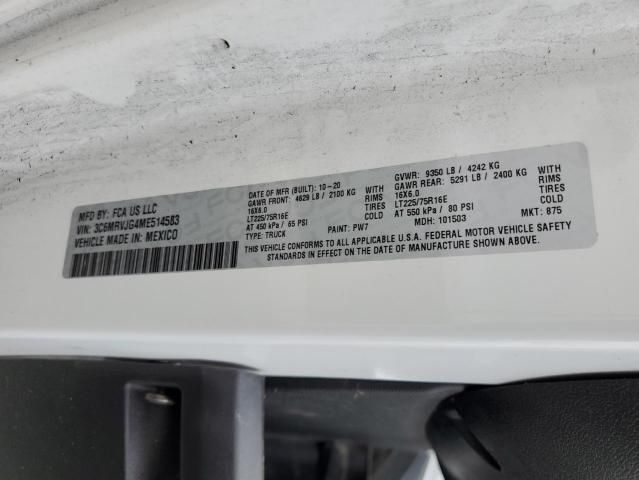 MFD BY: FCA US LLC
VIN: 3C6MRVJG4ME514583
VEHICLE MADE IN: MEXICO
DATE OF MFR (BUILT): 10-20
GAWR FRONT: 4629 LB / 2100 KG
16X6.0 RIMS
LT225/75R16E TIRES
AT 450 kPa / 65 PSI COLD
TYPE: TRUCK PAINT: PW7
GVWR: 9350 LB / 4242 KG
GAWR REAR: 5291 LB / 2400 KG
16X6.0 RIMS
LT225/75R16E TIRES
AT 550 kPa / 80 PSI COLD
MDH: 101503 MKT: 875
THIS VEHICLE CONFORMS TO ALL APPLICABLE U.S.A. FEDERAL MOTOR VEHICLE SAFETY
STANDARDS IN EFFECT ON THE DATE OF MANUFACTURE SHOWN ABOVE.